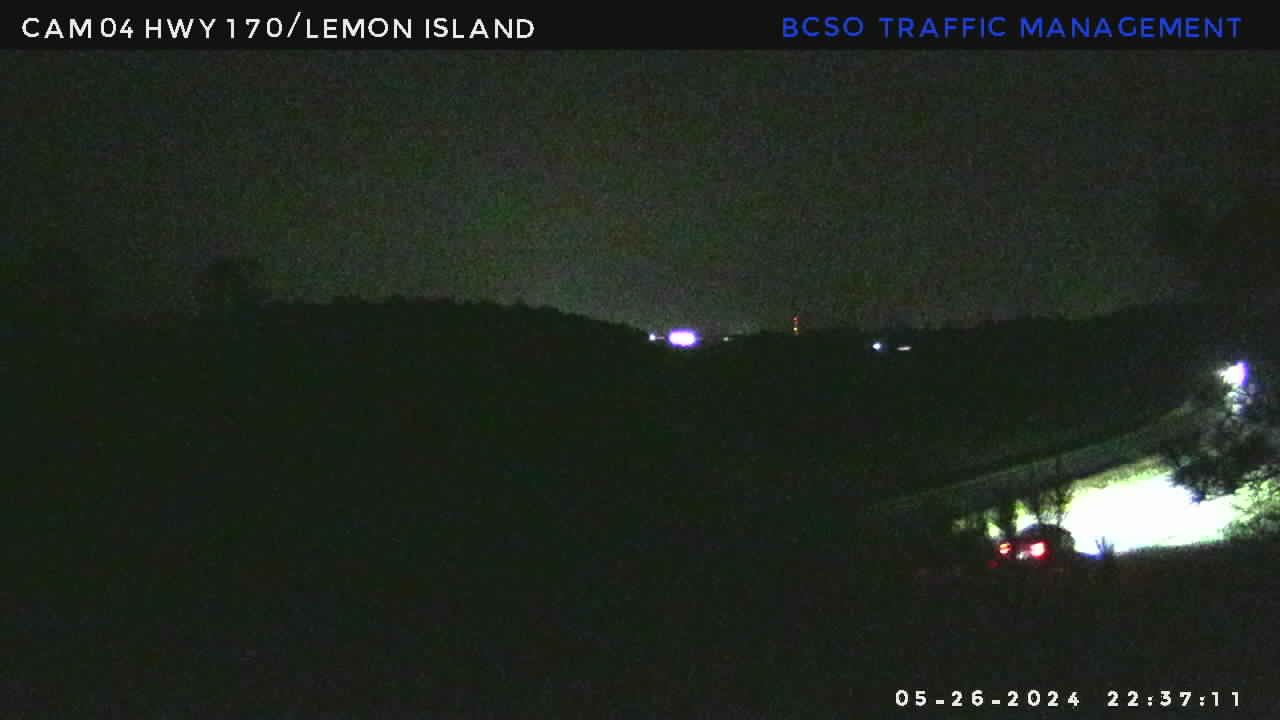 CAM04 HWY 170/LEMON ISLAND
BCSO TRAFFIC MANAGEMENT
05-26-2024 22:37:11